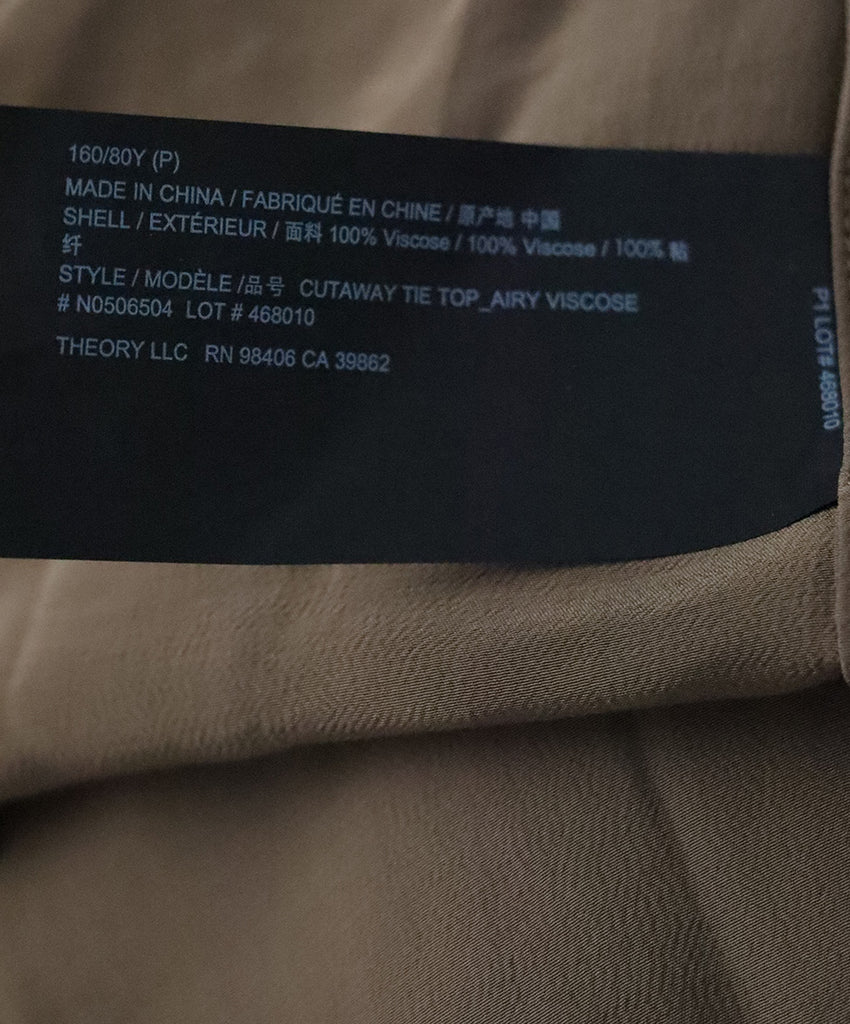 160/80Y (P)
MADE IN CHINA / FABRIQUÉ EN CHINE / 原产地 中国
SHELL / EXTÉRIEUR / 面料 100% Viscose / 100% Viscose / 100% 粘
纤
STYLE / MODÈLE /品号 CUTAWAY TIE TOP_AIRY VISCOSE
# N0506504 LOT # 468010
THEORY LLC RN 98406 CA 39862
P1 LOT# 468010